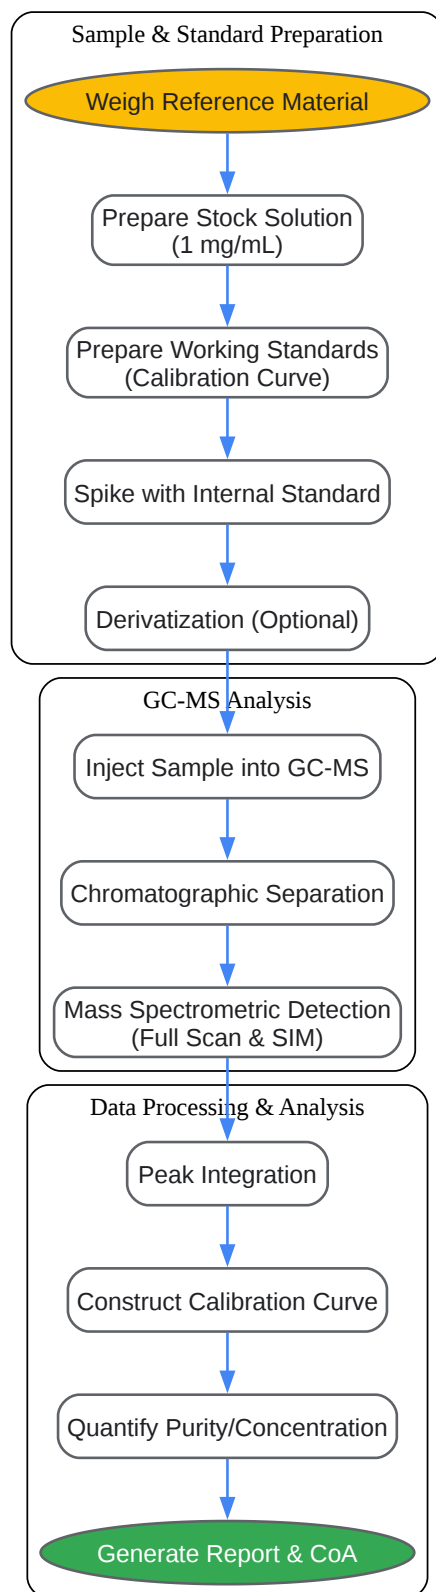 Sample & Standard Preparation
Weigh Reference Material
Prepare Stock Solution
(1 mg/mL)
Prepare Working Standards
(Calibration Curve)
Spike with Internal Standard
Derivatization (Optional)
GC-MS Analysis
Inject Sample into GC-MS
Chromatographic Separation
Mass Spectrometric Detection
(Full Scan & SIM)
Data Processing & Analysis
Peak Integration
Construct Calibration Curve
Quantify Purity/Concentration
Generate Report & CoA